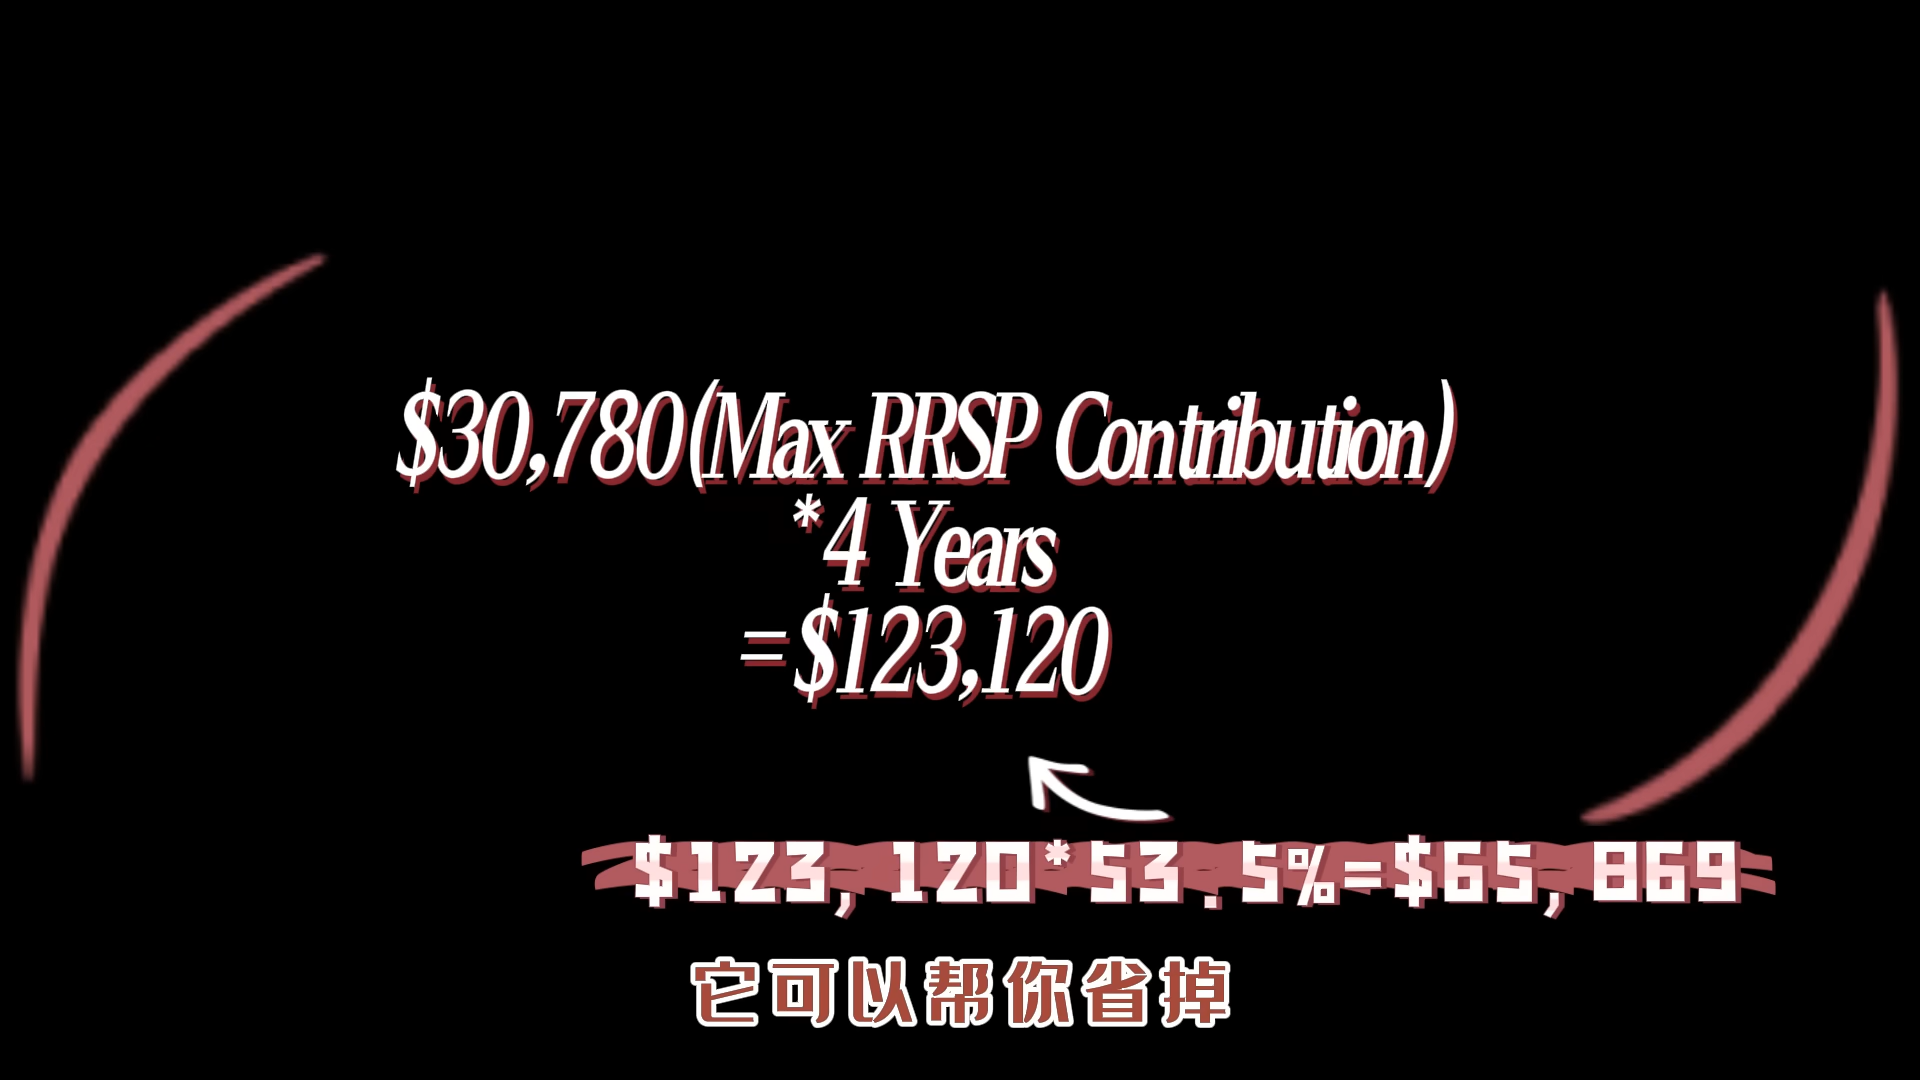 $30,780(Max RRSP Contribution)
*4 Years
=$123,120
$123,120*53.5%=$65,869
它可以帮你省掉